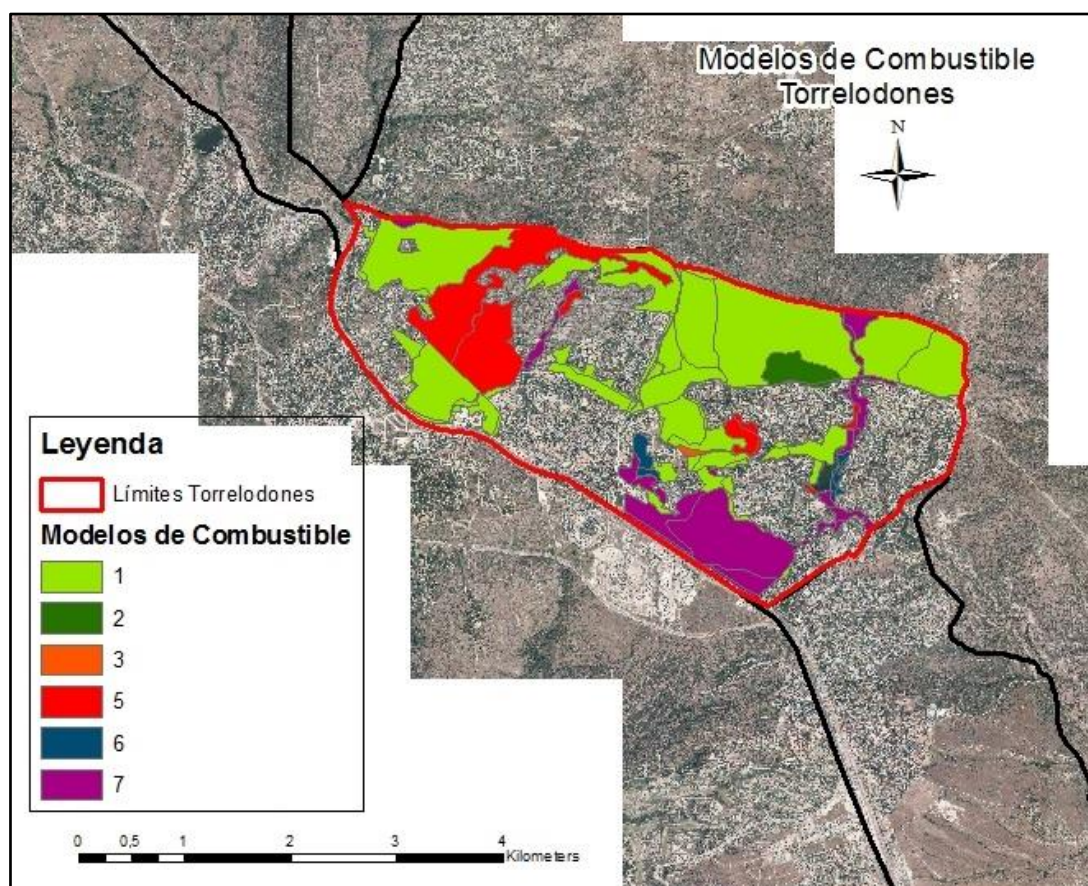 Modelos de Combustible
Torrelodones
N
Leyenda
Límites Torrelodones
Modelos de Combustible
1
2
3
5
6
7
0 0,5 1 2 3 4
Kilometers